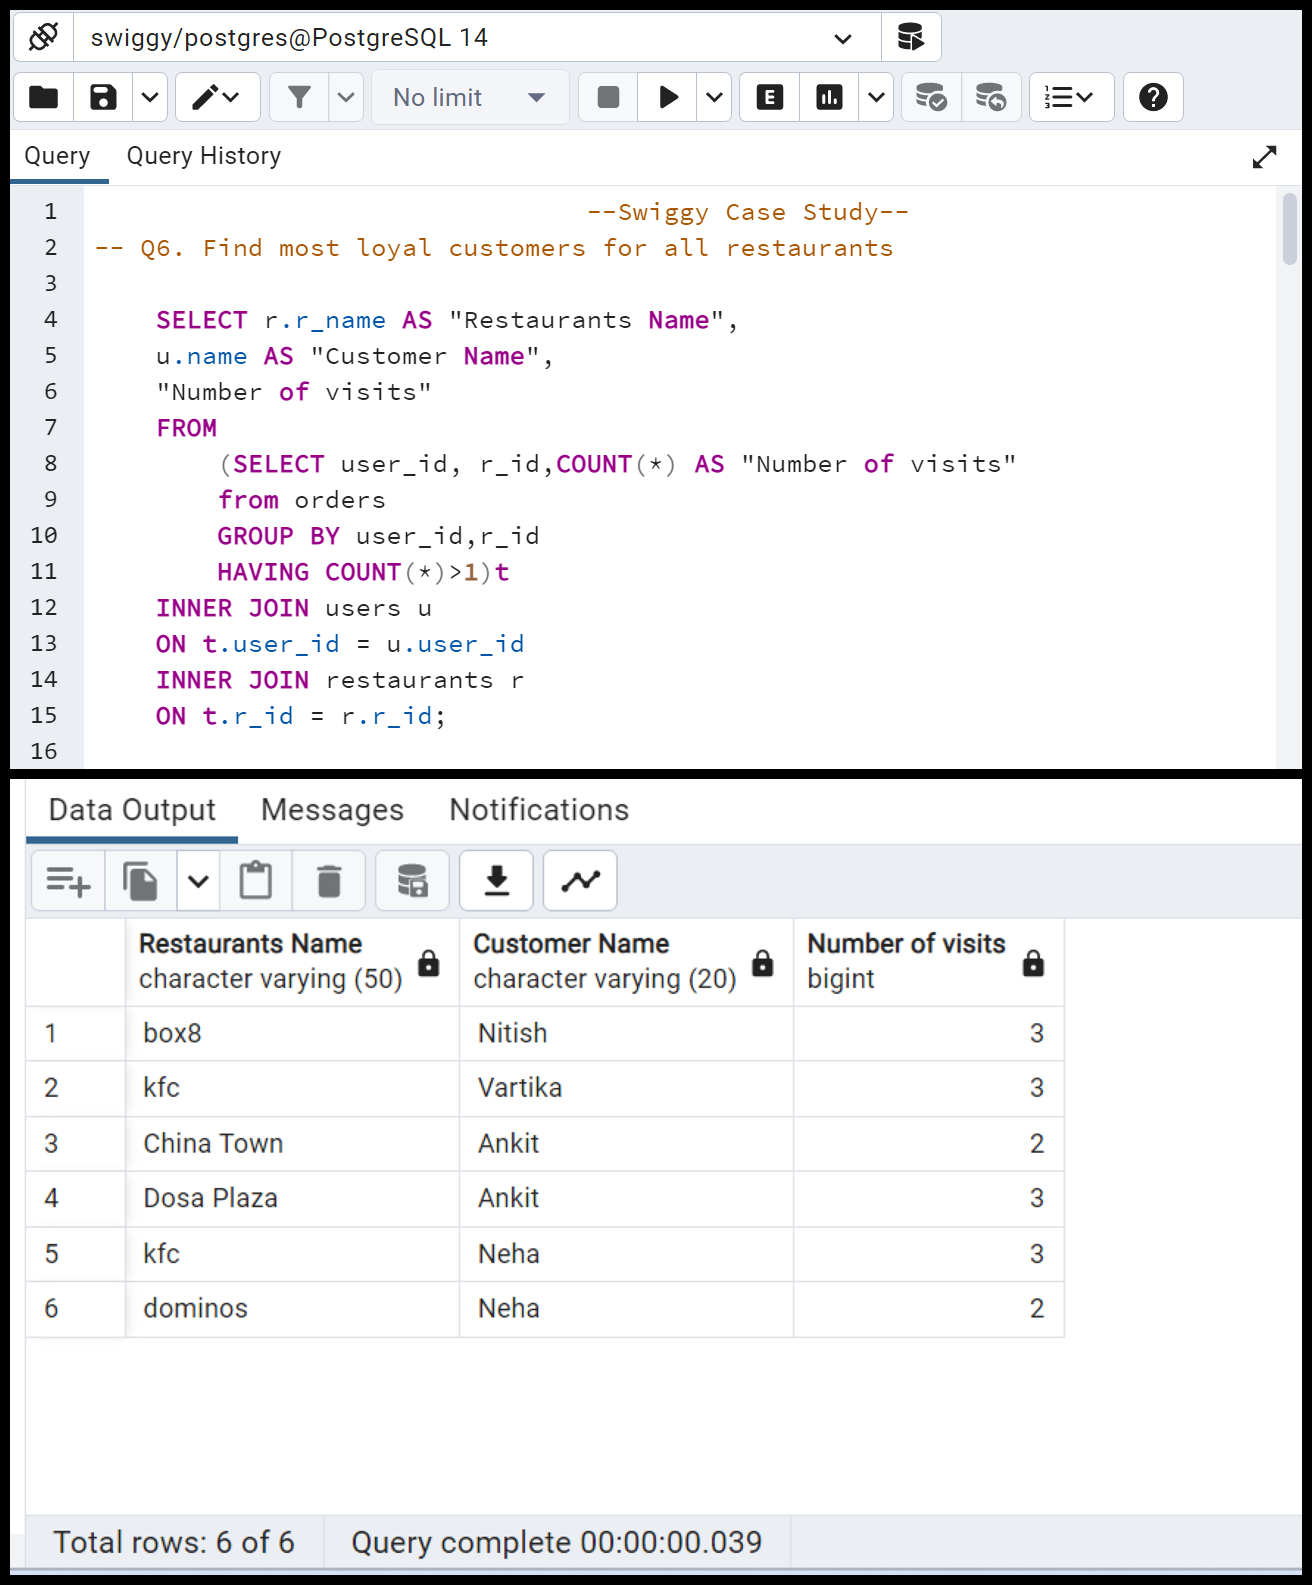 swiggy/postgres@PostgreSQL 14
No limit
E
Query Query History
1 --Swiggy Case Study--
2 -- Q6. Find most loyal customers for all restaurants
3
4 SELECT r.r_name AS "Restaurants Name",
5 u.name AS "Customer Name",
6 "Number of visits"
7 FROM
8 (SELECT user_id, r_id,COUNT(*) AS "Number of visits"
9 from orders
10 GROUP BY user_id,r_id
11 HAVING COUNT(*)>1)t
12 INNER JOIN users u
13 ON t.user_id = u.user_id
14 INNER JOIN restaurants r
15 ON t.r_id = r.r_id;
16
Data Output Messages Notifications
Restaurants Name Customer Name Number of visits
character varying (50) character varying (20) bigint
1 box8 Nitish 3
2 kfc Vartika 3
3 China Town Ankit 2
4 Dosa Plaza Ankit 3
5 kfc Neha 3
6 dominos Neha 2
Total rows: 6 of 6 Query complete 00:00:00.039